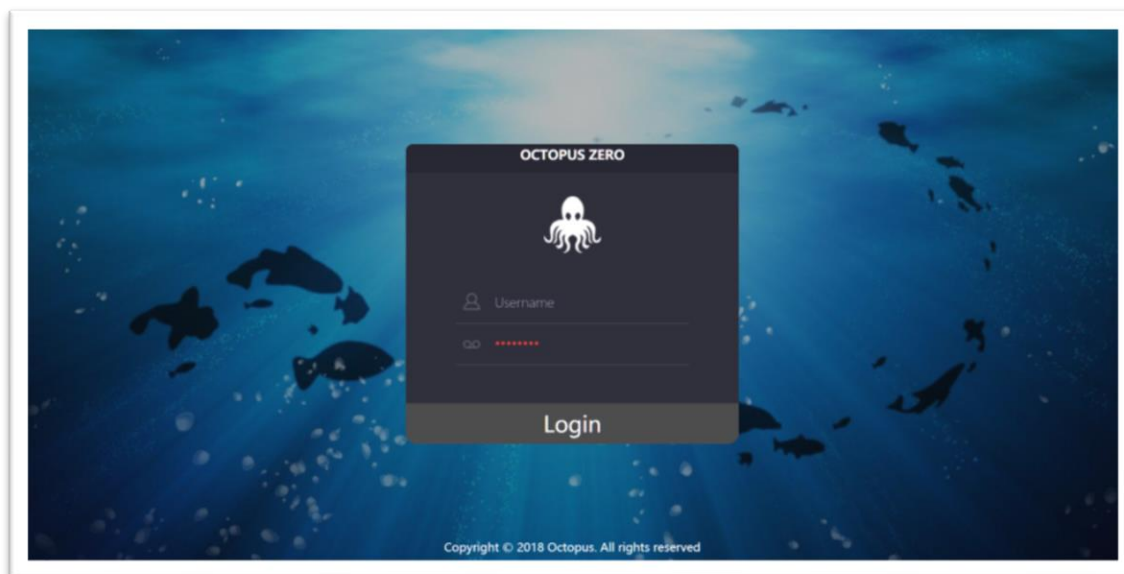 OCTOPUS ZERO
Username
••••••••
Login
Copyright © 2018 Octopus. All rights reserved